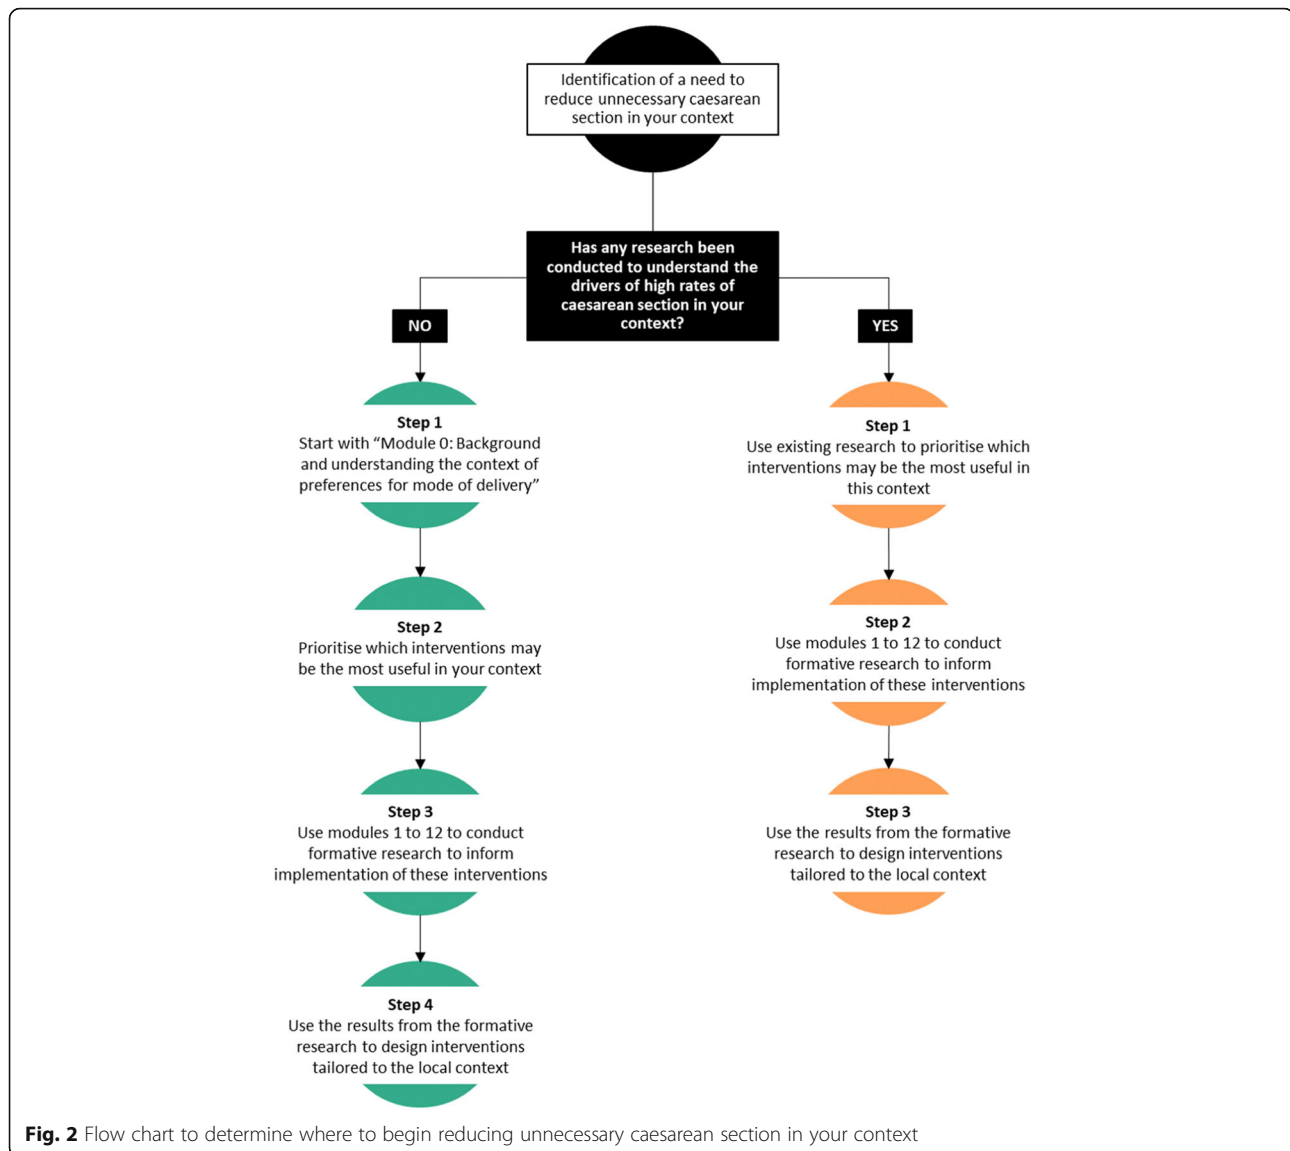 Identification of a need to
reduce unnecessary caesarean
section in your context
Has any research been
conducted to understand the
drivers of high rates of
caesarean section in your
context?
NO
YES
Step 1
Start with “Module 0: Background
and understanding the context of
preferences for mode of delivery”
Step 2
Prioritise which interventions may
be the most useful in your context
Step 3
Use modules 1 to 12 to conduct
formative research to inform
implementation of these interventions
Step 4
Use the results from the formative
research to design interventions
tailored to the local context
Step 1
Use existing research to prioritise which
interventions may be the most useful in
this context
Step 2
Use modules 1 to 12 to conduct
formative research to inform
implementation of these interventions
Step 3
Use the results from the formative
research to design interventions
tailored to the local context
Fig. 2 Flow chart to determine where to begin reducing unnecessary caesarean section in your context